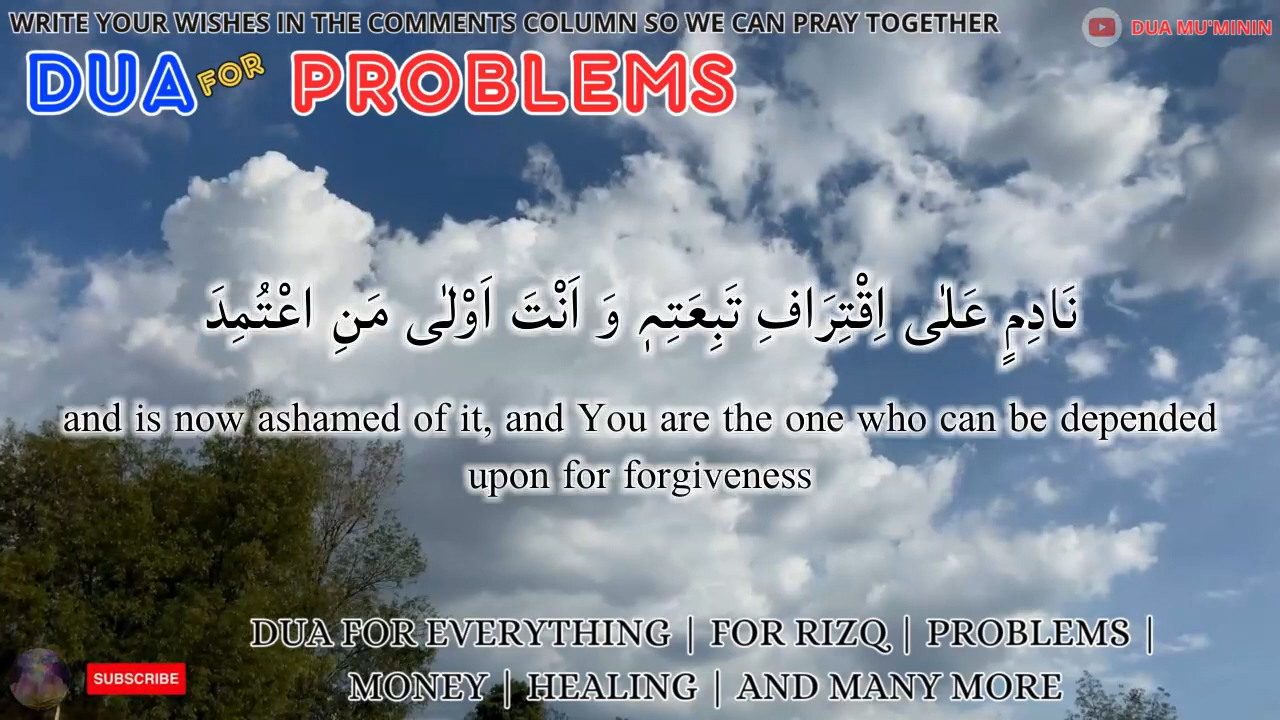 WRITE YOUR WISHES IN THE COMMENTS COLUMN SO WE CAN PRAY TOGETHER
DUA MU'MININ
DUA FOR PROBLEMS
نَادِمٍ عَلٰى اِقْتِرَافِ تَبِعَتِهٖ وَ اَنْتَ اَوْلٰى مَنِ اعْتُمِدَ
and is now ashamed of it, and You are the one who can be depended
upon for forgiveness
DUA FOR EVERYTHING | FOR RIZQ | PROBLEMS |
MONEY | HEALING | AND MANY MORE
SUBSCRIBE